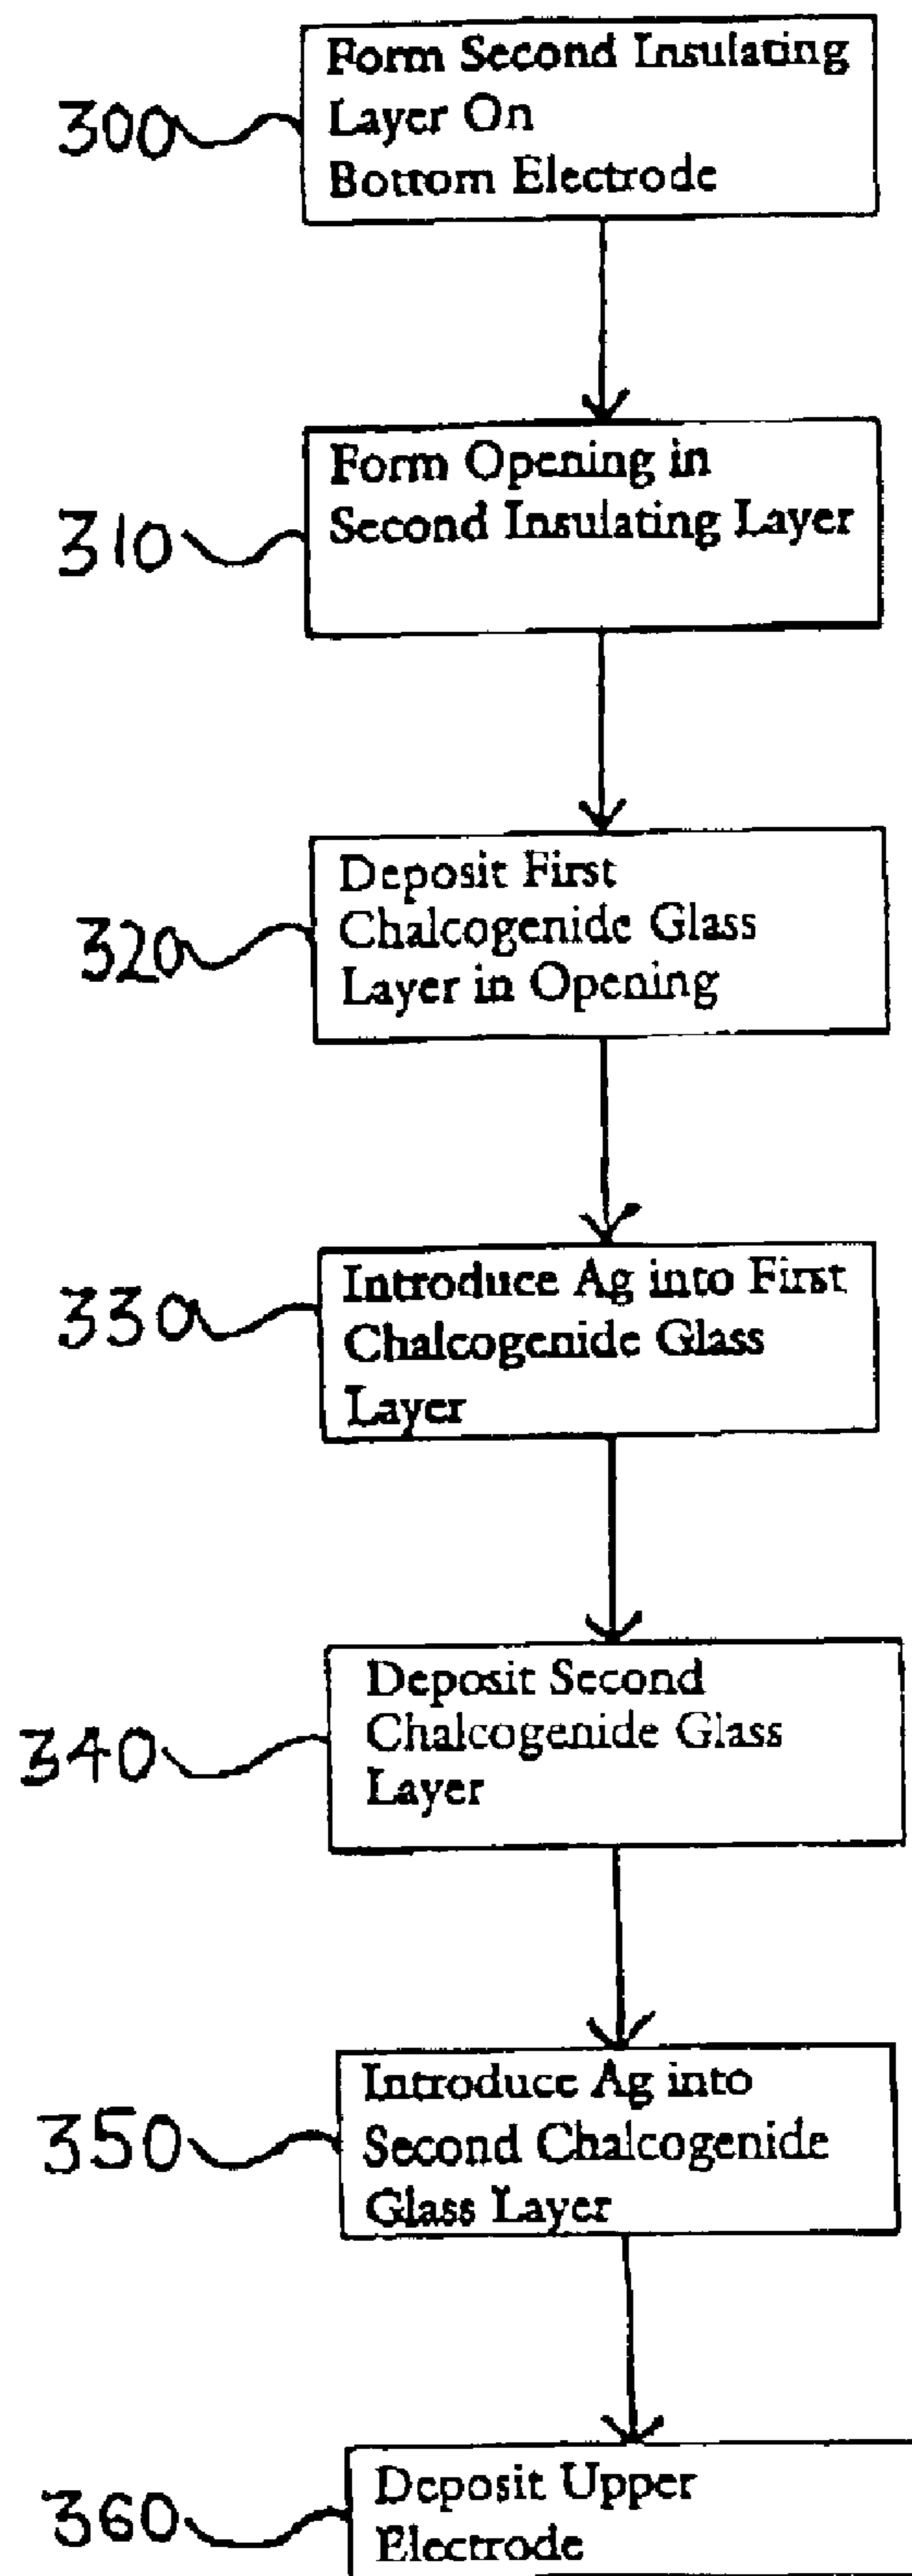 300
Form Second Insulating
Layer On
Bottom Electrode
310
Form Opening in
Second Insulating Layer
320
Deposit First
Chalcogenide Glass
Layer in Opening
330
Introduce Ag into First
Chalcogenide Glass
Layer
340
Deposit Second
Chalcogenide Glass
Layer
350
Introduce Ag into
Second Chalcogenide
Glass Layer
360
Deposit Upper
Electrode